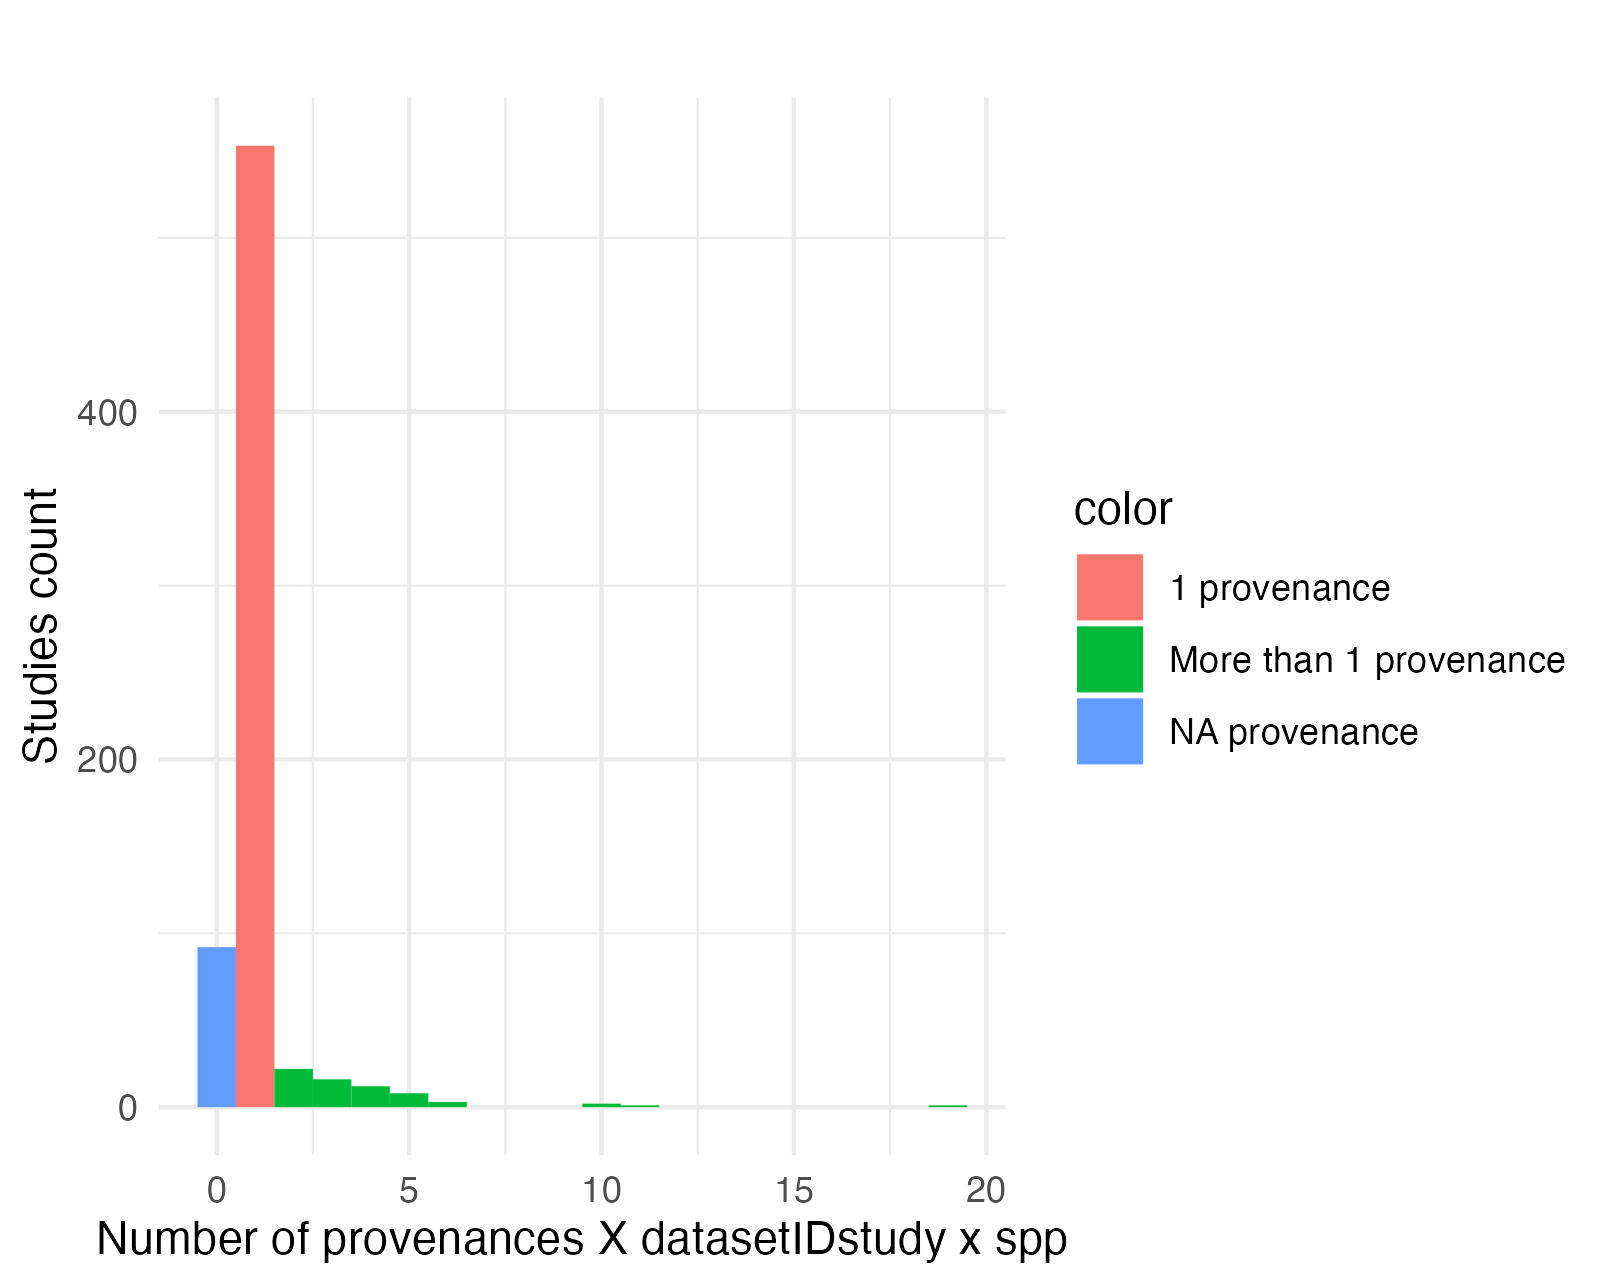 400
200
0
0 5 10 15 20
Studies count
Number of provenances X datasetIDstudy x spp
color
1 provenance
More than 1 provenance
NA provenance